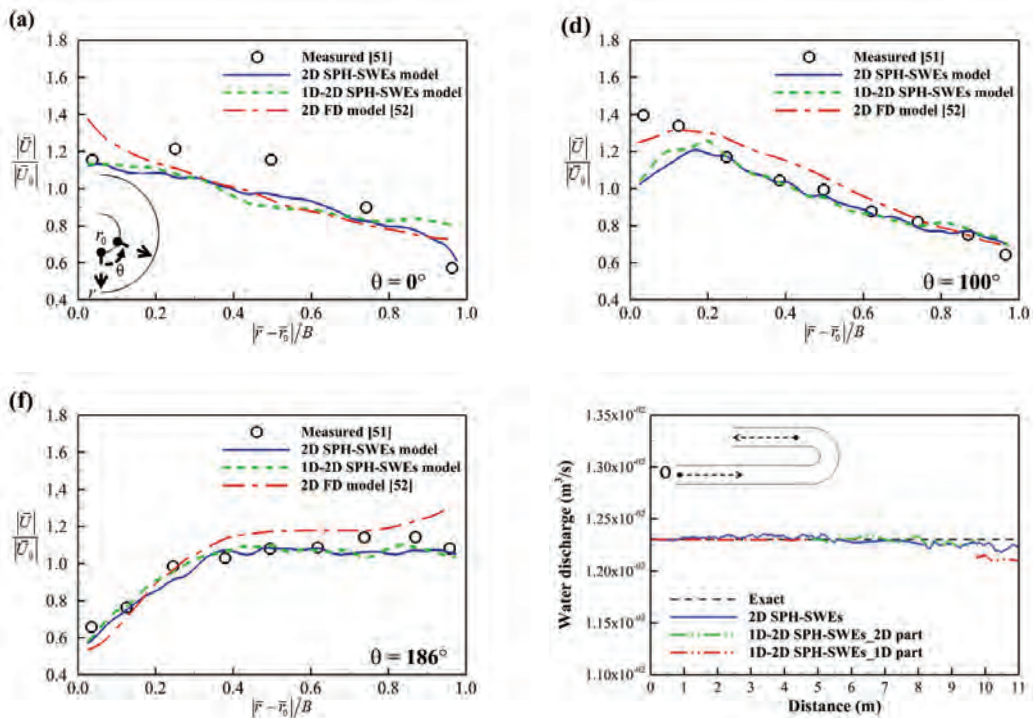 (a)
1.8
1.6
1.4
1.2
1.0
0.8
0.6
0.4
|Ū|
|Ū₀|
Measured [51]
2D SPH-SWEs model
1D-2D SPH-SWEs model
2D FD model [52]
r₀
θ
r
θ = 0°
0.0 0.2 0.4 0.6 0.8 1.0
|r̄ − r̄₀|/B
(b)
1.8
1.6
1.4
1.2
1.0
0.8
0.6
0.4
|Ū|
|Ū₀|
Measured [51]
2D SPH-SWEs model
1D-2D SPH-SWEs model
2D FD model [52]
θ = 100°
0.0 0.2 0.4 0.6 0.8 1.0
|r̄ − r̄₀|/B
(f)
1.8
1.6
1.4
1.2
1.0
0.8
0.6
0.4
|Ū|
|Ū₀|
Measured [51]
2D SPH-SWEs model
1D-2D SPH-SWEs model
2D FD model [52]
θ = 186°
0.0 0.2 0.4 0.6 0.8 1.0
|r̄ − r̄₀|/B
Water discharge (m³/s)
1.35x10⁻⁰²
1.30x10⁻⁰²
1.25x10⁻⁰²
1.20x10⁻⁰²
1.15x10⁻⁰²
1.10x10⁻⁰²
O
Exact
2D SPH-SWEs
1D-2D SPH-SWEs_2D part
1D-2D SPH-SWEs_1D part
0 1 2 3 4 5 6 7 8 9 10 11
Distance (m)